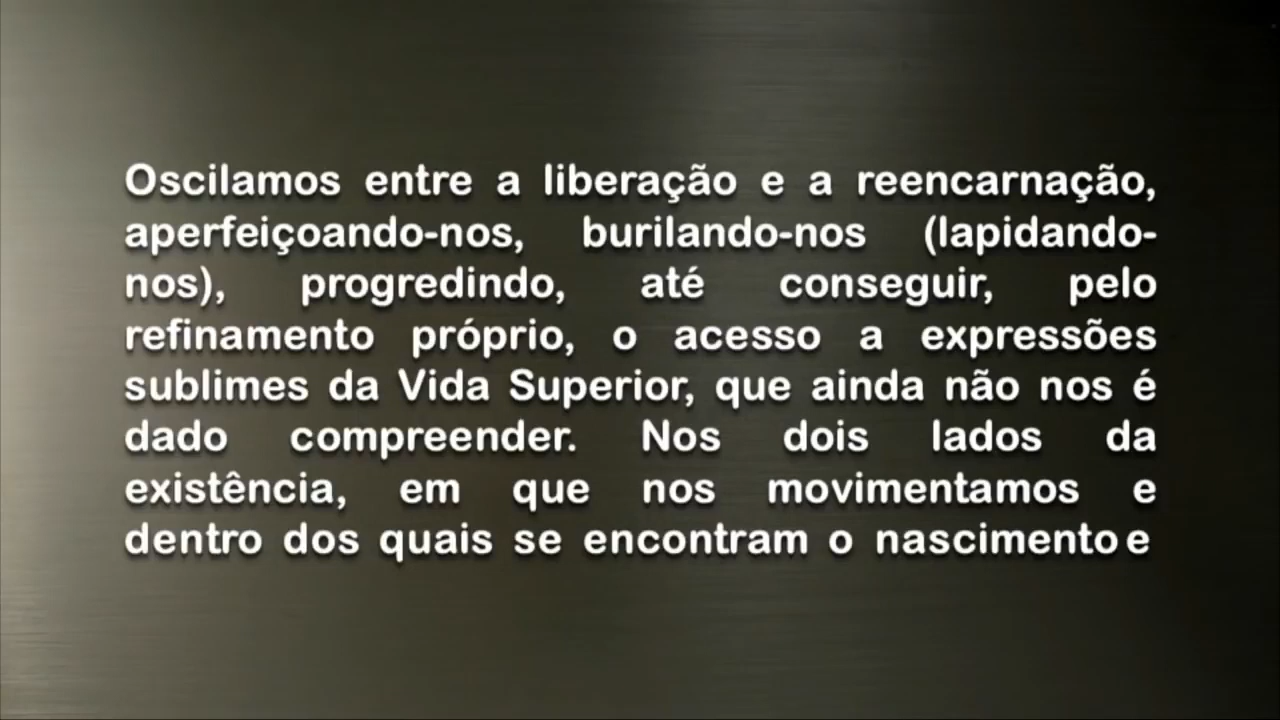 Oscilamos entre a liberação e a reencarnação,
aperfeiçoando-nos, burilando-nos (lapidando-
nos), progredindo, até conseguir, pelo
refinamento próprio, o acesso a expressões
sublimes da Vida Superior, que ainda não nos é
dado compreender. Nos dois lados da
existência, em que nos movimentamos e
dentro dos quais se encontram o nascimento e